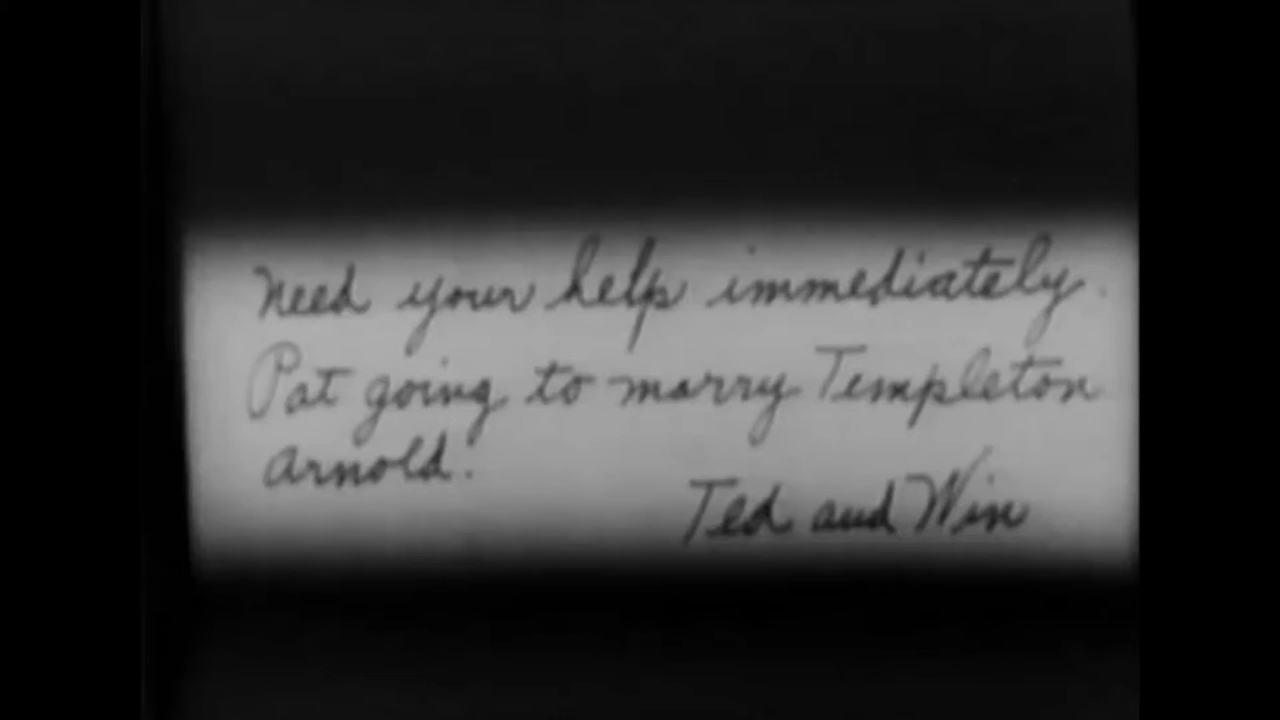 Need your help immediately.
Pat going to marry Templeton
Arnold.
Ted and Win